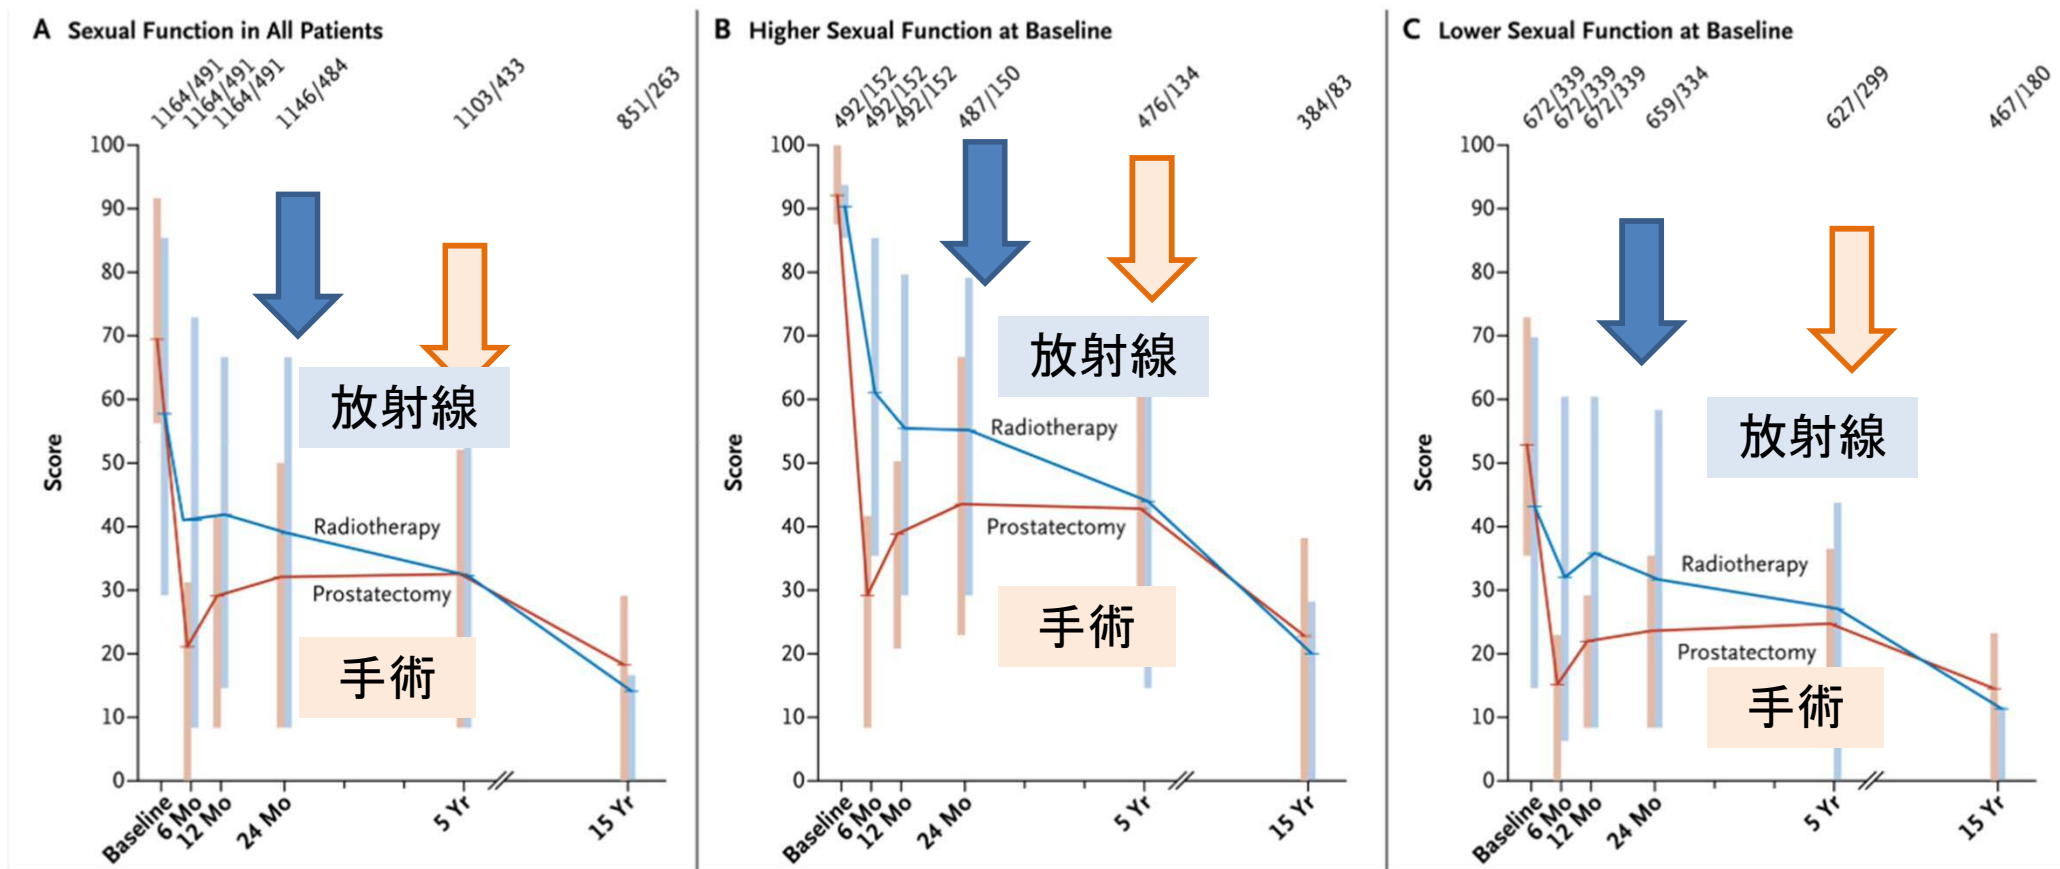 A Sexual Function in All Patients
1164/491
1164/491
1164/491
1146/484
1103/433
851/263
Score
100
90
80
70
60
50
40
30
20
10
0
放射線
Radiotherapy
Prostatectomy
手術
Baseline
6 Mo
12 Mo
24 Mo
5 Yr
15 Yr
B Higher Sexual Function at Baseline
492/152
492/152
492/152
487/150
476/134
384/83
Score
100
90
80
70
60
50
40
30
20
10
0
放射線
Radiotherapy
Prostatectomy
手術
Baseline
6 Mo
12 Mo
24 Mo
5 Yr
15 Yr
C Lower Sexual Function at Baseline
672/339
672/339
672/339
659/334
627/299
467/180
Score
100
90
80
70
60
50
40
30
20
10
0
放射線
Radiotherapy
Prostatectomy
手術
Baseline
6 Mo
12 Mo
24 Mo
5 Yr
15 Yr